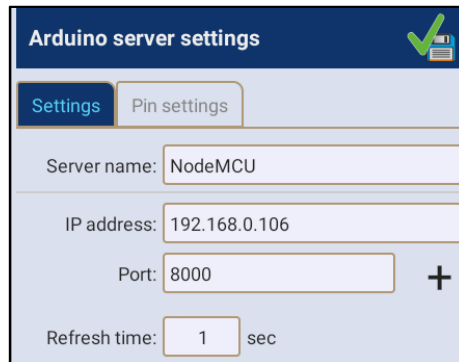 Arduino server settings
Settings Pin settings
Server name: NodeMCU
IP address: 192.168.0.106
Port: 8000 +
Refresh time: 1 sec